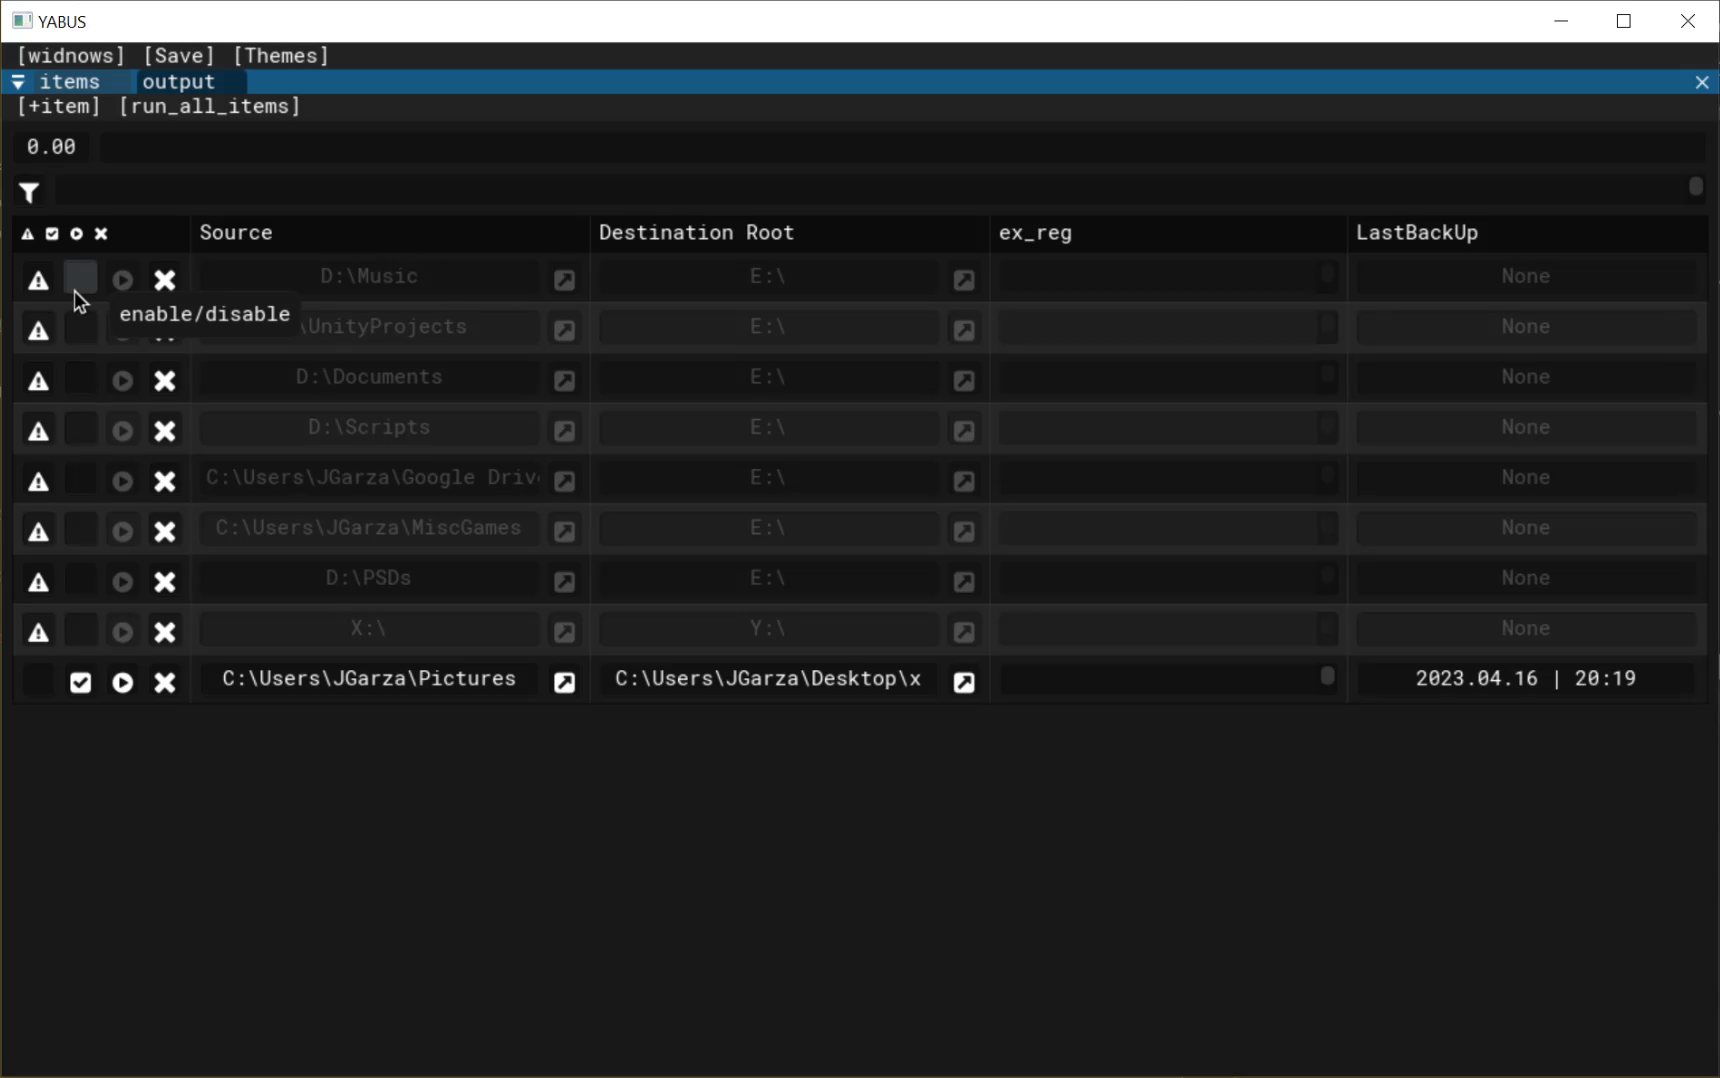 YABUS
[widnows] [Save] [Themes]
items output
[+item] [run_all_items]
0.00
Source Destination Root ex_reg LastBackUp
D:\Music E:\ None
enable/disable
\UnityProjects E:\ None
D:\Documents E:\ None
D:\Scripts E:\ None
C:\Users\JGarza\Google Driv E:\ None
C:\Users\JGarza\MiscGames E:\ None
D:\PSDs E:\ None
X:\ Y:\ None
C:\Users\JGarza\Pictures C:\Users\JGarza\Desktop\x 2023.04.16 | 20:19